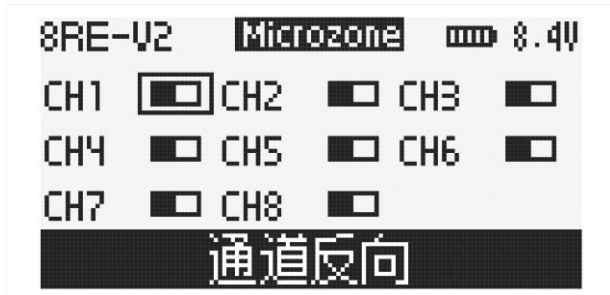 8RE-V2 Microzone 8.4V
CH1 CH2 CH3
CH4 CH5 CH6
CH7 CH8
通道反向